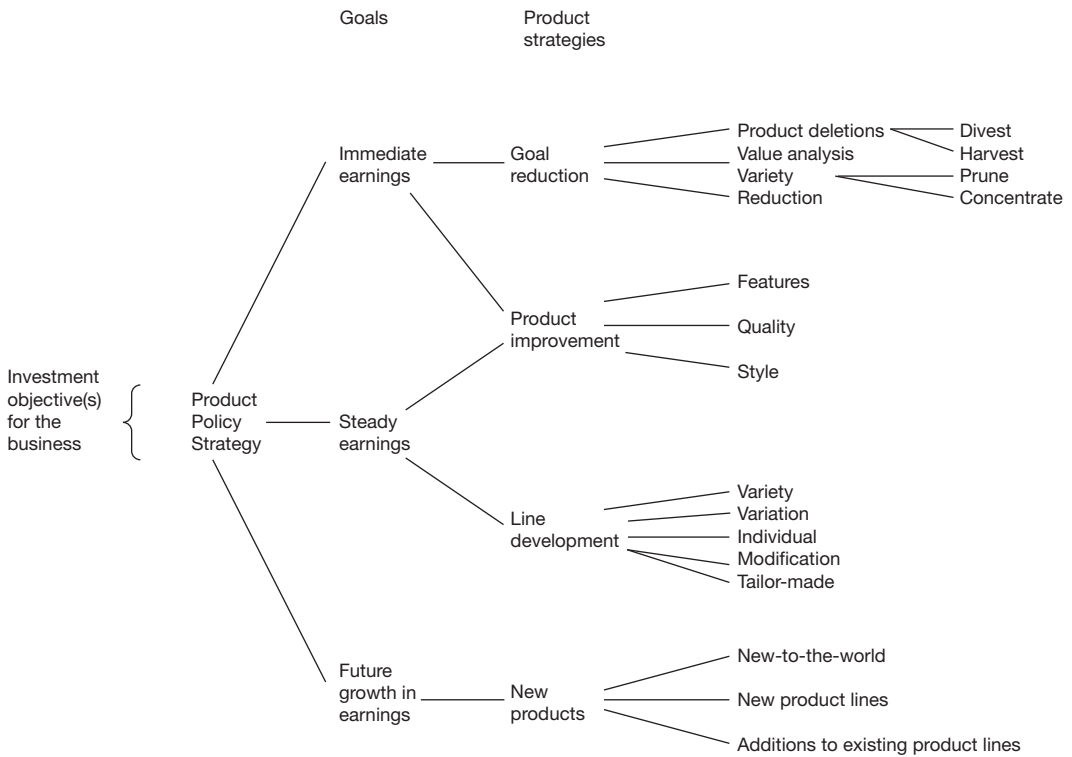 Goals
Product
strategies
Immediate
earnings
Goal
reduction
Product deletions
Value analysis
Variety
Reduction
Divest
Harvest
Prune
Concentrate
Product
improvement
Features
Quality
Style
Investment
objective(s)
for the
business
Product
Policy
Strategy
Steady
earnings
Line
development
Variety
Variation
Individual
Modification
Tailor-made
Future
growth in
earnings
New
products
New-to-the-world
New product lines
Additions to existing product lines